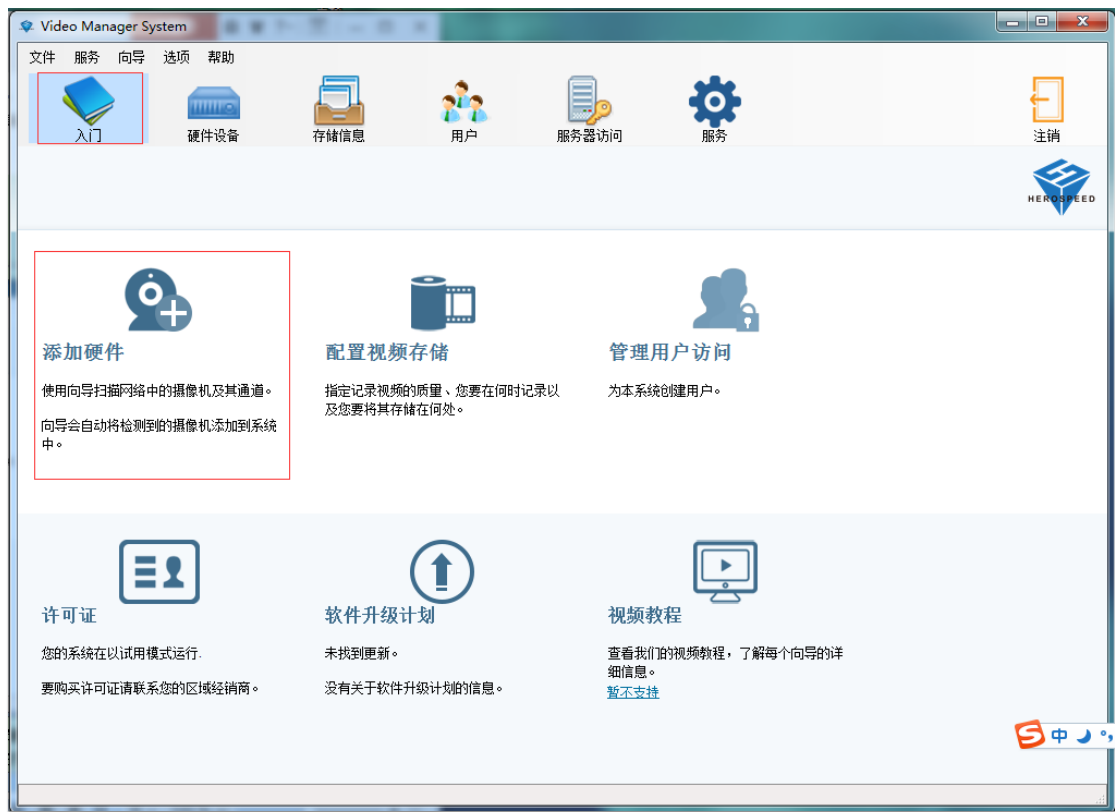 Video Manager System
文件 服务 向导 选项 帮助
入门 硬件设备 存储信息 用户 服务器访问 服务 注销
HEROSPEED
添加硬件
使用向导扫描网络中的摄像机及其通道。
向导会自动将检测到的摄像机添加到系统
中。
配置视频存储
指定记录视频的质量、您要在何时记录以
及您要将其存储在何处。
管理用户访问
为本系统创建用户。
许可证
您的系统在以试用模式运行.
要购买许可证请联系您的区域经销商。
软件升级计划
未找到更新。
没有关于软件升级计划的信息。
视频教程
查看我们的视频教程，了解每个向导的详
细信息。
暂不支持
S 中